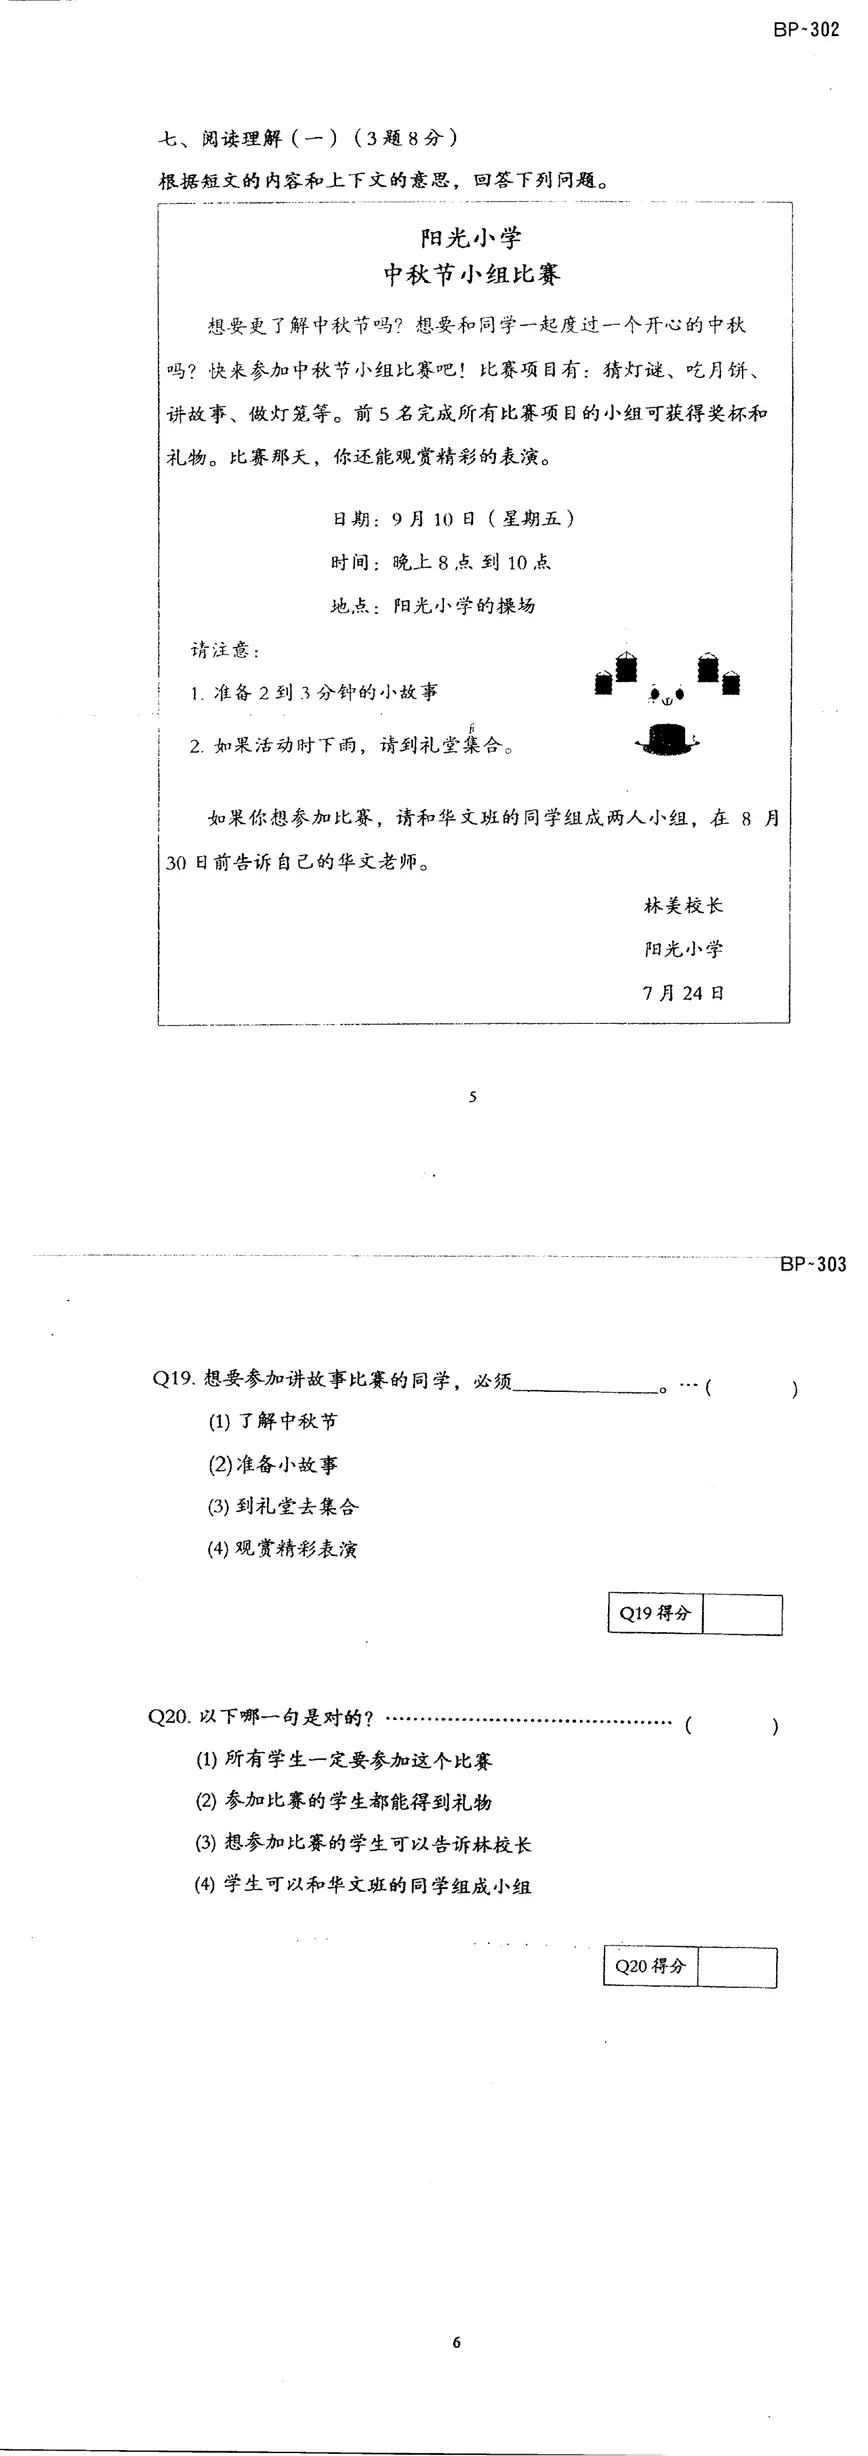 BP~302
七、阅读理解（一）（3题8分）
根据短文的内容和上下文的意思，回答下列问题。
阳光小学
中秋节小组比赛
想要更了解中秋节吗？想要和同学一起度过一个开心的中秋
吗？快来参加中秋节小组比赛吧！比赛项目有：猜灯谜、吃月饼、
讲故事、做灯笼等。前5名完成所有比赛项目的小组可获得奖杯和
礼物。比赛那天，你还能观赏精彩的表演。
日期：9月10日（星期五）
时间：晚上8点到10点
地点：阳光小学的操场
请注意：
1. 准备2到3分钟的小故事
2. 如果活动时下雨，请到礼堂集合。
如果你想参加比赛，请和华文班的同学组成两人小组，在 8 月
30日前告诉自己的华文老师。
林美校长
阳光小学
7月24日
5
BP~303
Q19. 想要参加讲故事比赛的同学，必须______________。…( )
(1) 了解中秋节
(2) 准备小故事
(3) 到礼堂去集合
(4) 观赏精彩表演
Q19得分
Q20. 以下哪一句是对的？……………………………………( )
(1) 所有学生一定要参加这个比赛
(2) 参加比赛的学生都能得到礼物
(3) 想参加比赛的学生可以告诉林校长
(4) 学生可以和华文班的同学组成小组
Q20得分
6